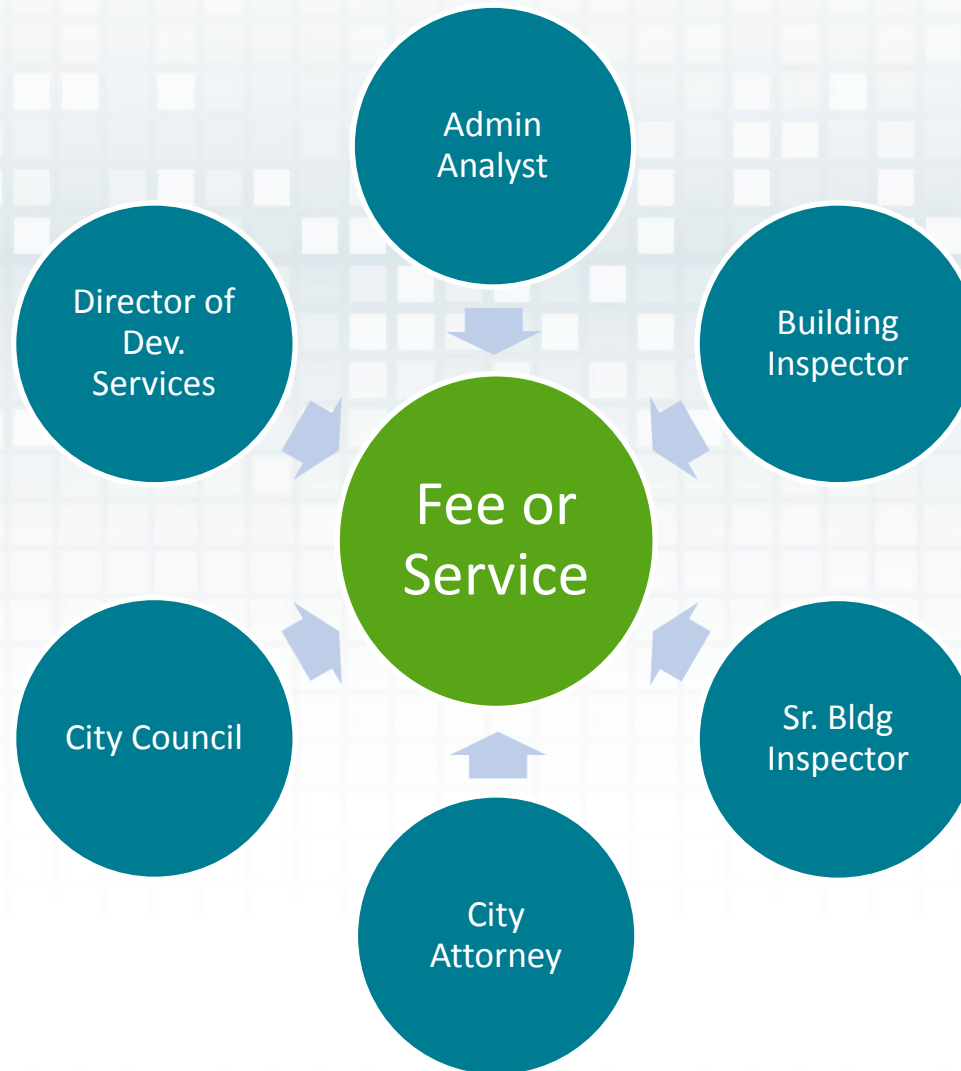 Admin
Analyst
Director of
Dev.
Services
Building
Inspector
Fee or
Service
City Council
Sr. Bldg
Inspector
City
Attorney